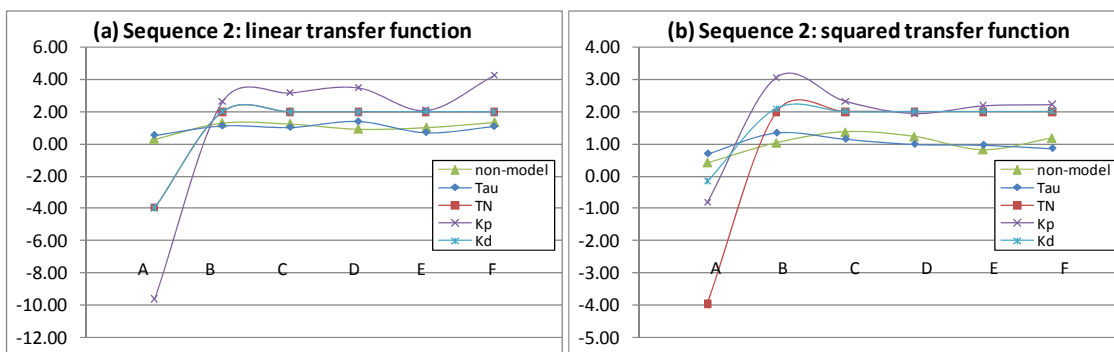 (a) Sequence 2: linear transfer function
6.00
4.00
2.00
0.00
-2.00
-4.00
-6.00
-8.00
-10.00
-12.00
A B C D E F
non-model
Tau
TN
Kp
Kd
(b) Sequence 2: squared transfer function
4.00
3.00
2.00
1.00
0.00
-1.00
-2.00
-3.00
-4.00
-5.00
A B C D E F
non-model
Tau
TN
Kp
Kd